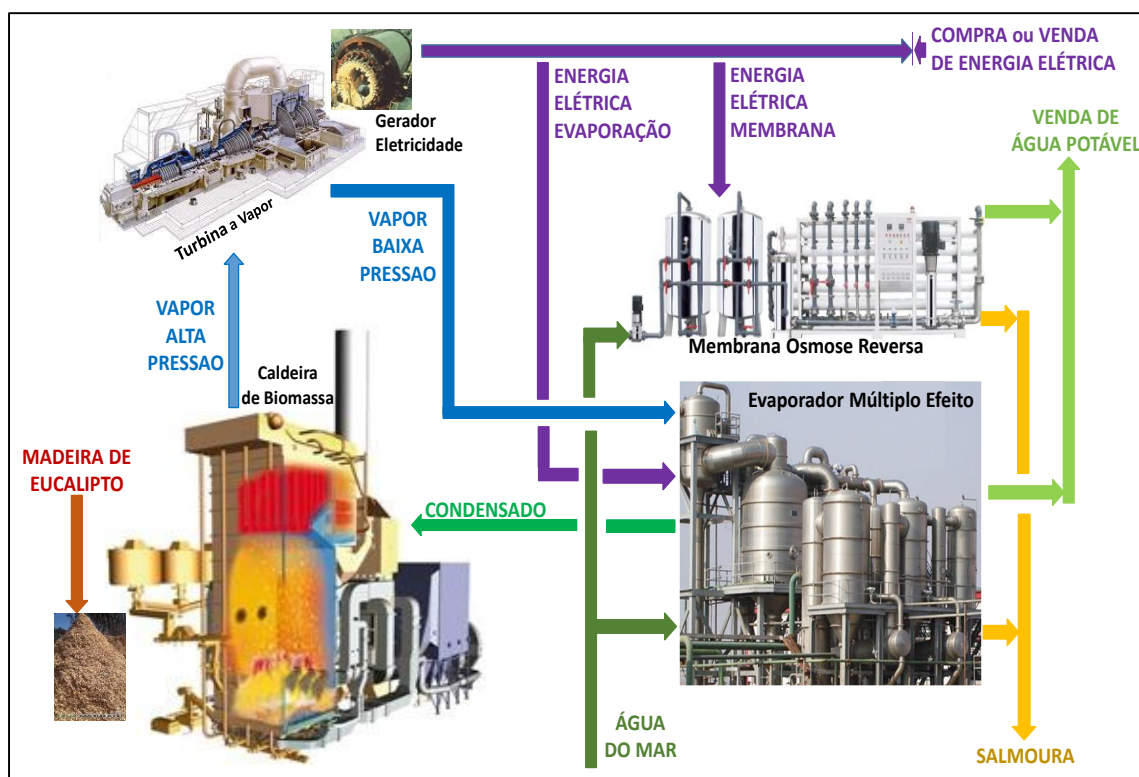 COMPRA ou VENDA
DE ENERGIA ELÉTRICA
ENERGIA
ELÉTRICA
EVAPORAÇÃO
ENERGIA
ELÉTRICA
MEMBRANA
VENDA DE
ÁGUA POTÁVEL
Gerador
Eletricidade
Turbina a Vapor
VAPOR
BAIXA
PRESSAO
VAPOR
ALTA
PRESSAO
Membrana Osmose Reversa
Caldeira
de Biomassa
Evaporador Múltiplo Efeito
MADEIRA DE
EUCALIPTO
CONDENSADO
ÁGUA
DO MAR
SALMOURA